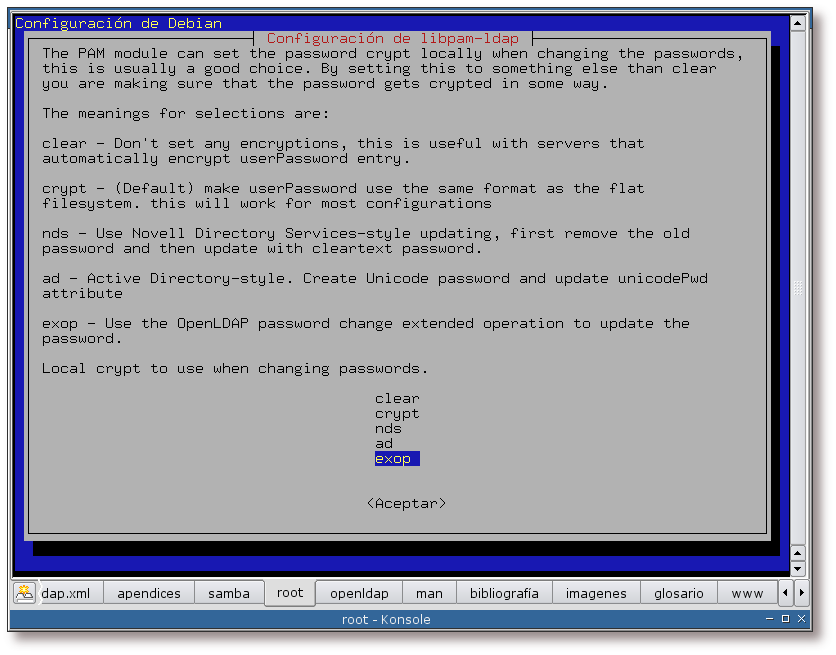 Configuración de Debian
Configuración de libpam-ldap
The PAM module can set the password crypt locally when changing the passwords,
this is usually a good choice. By setting this to something else than clear
you are making sure that the password gets crypted in some way.
The meanings for selections are:
clear - Don't set any encryptions, this is useful with servers that
automatically encrypt userPassword entry.
crypt - (Default) make userPassword use the same format as the flat
filesystem. this will work for most configurations
nds - Use Novell Directory Services-style updating, first remove the old
password and then update with cleartext password.
ad - Active Directory-style. Create Unicode password and update unicodePwd
attribute
exop - Use the OpenLDAP password change extended operation to update the
password.
Local crypt to use when changing passwords.
clear
crypt
nds
ad
exop
<Aceptar>
dap.xml apendices samba root openldap man bibliografía imagenes glosario www
root - Konsole